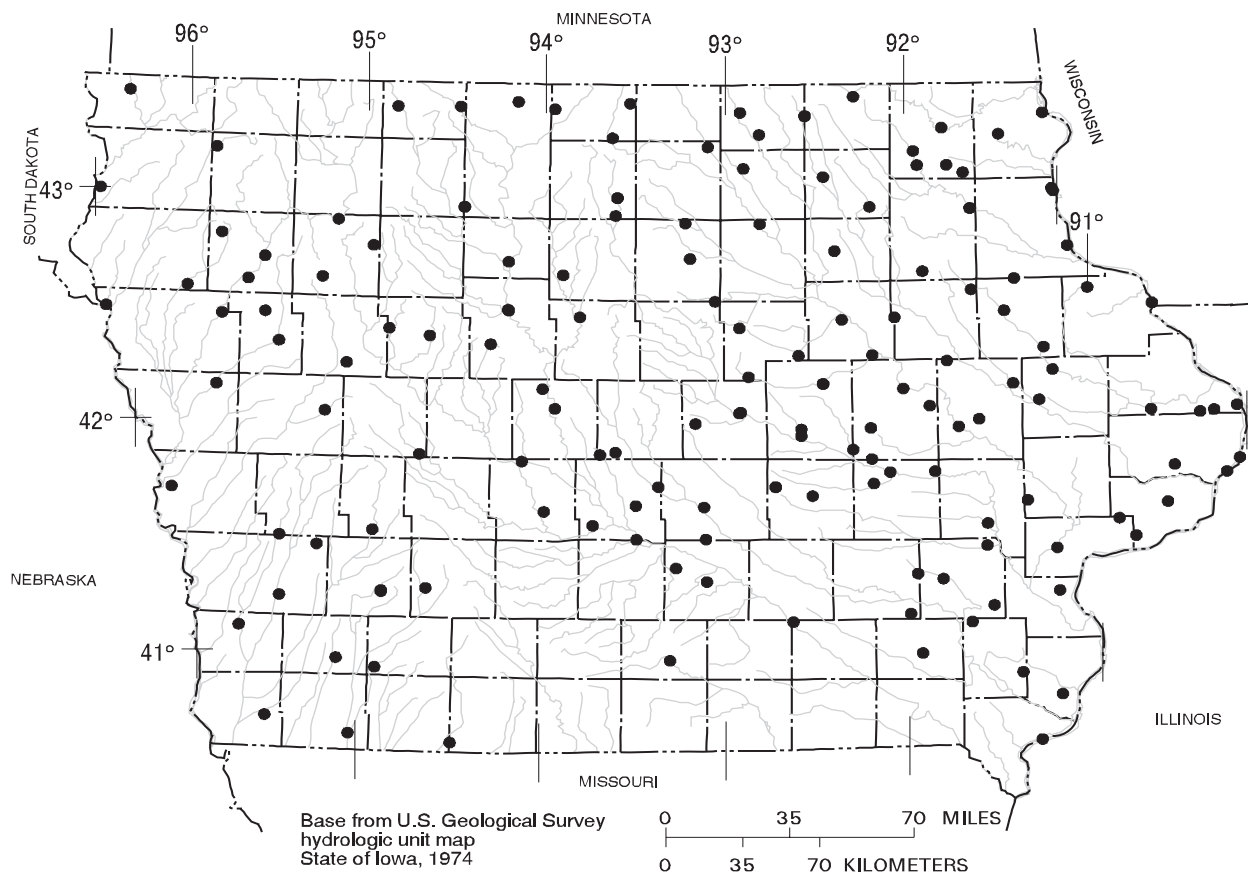 MINNESOTA
96°
95°
94°
93°
92°
WISCONSIN
SOUTH DAKOTA
43°
91°
42°
NEBRASKA
41°
ILLINOIS
MISSOURI
Base from U.S. Geological Survey
hydrologic unit map
State of Iowa, 1974
0 35 70 MILES
0 35 70 KILOMETERS